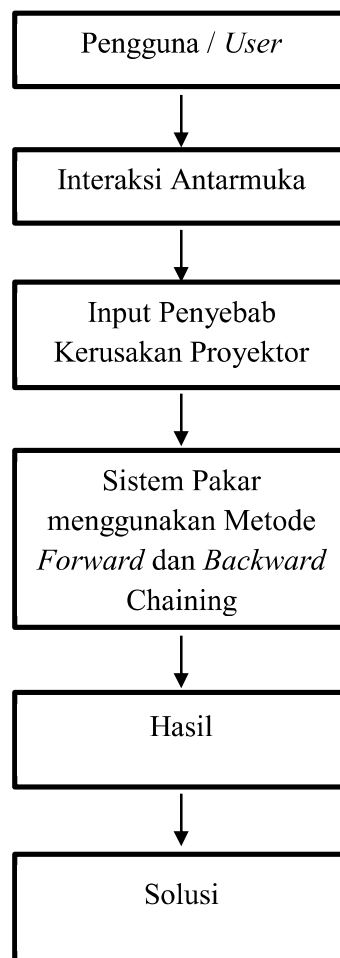 Pengguna / User
Interaksi Antarmuka
Input Penyebab
Kerusakan Proyektor
Sistem Pakar
menggunakan Metode
Forward dan Backward
Chaining
Hasil
Solusi